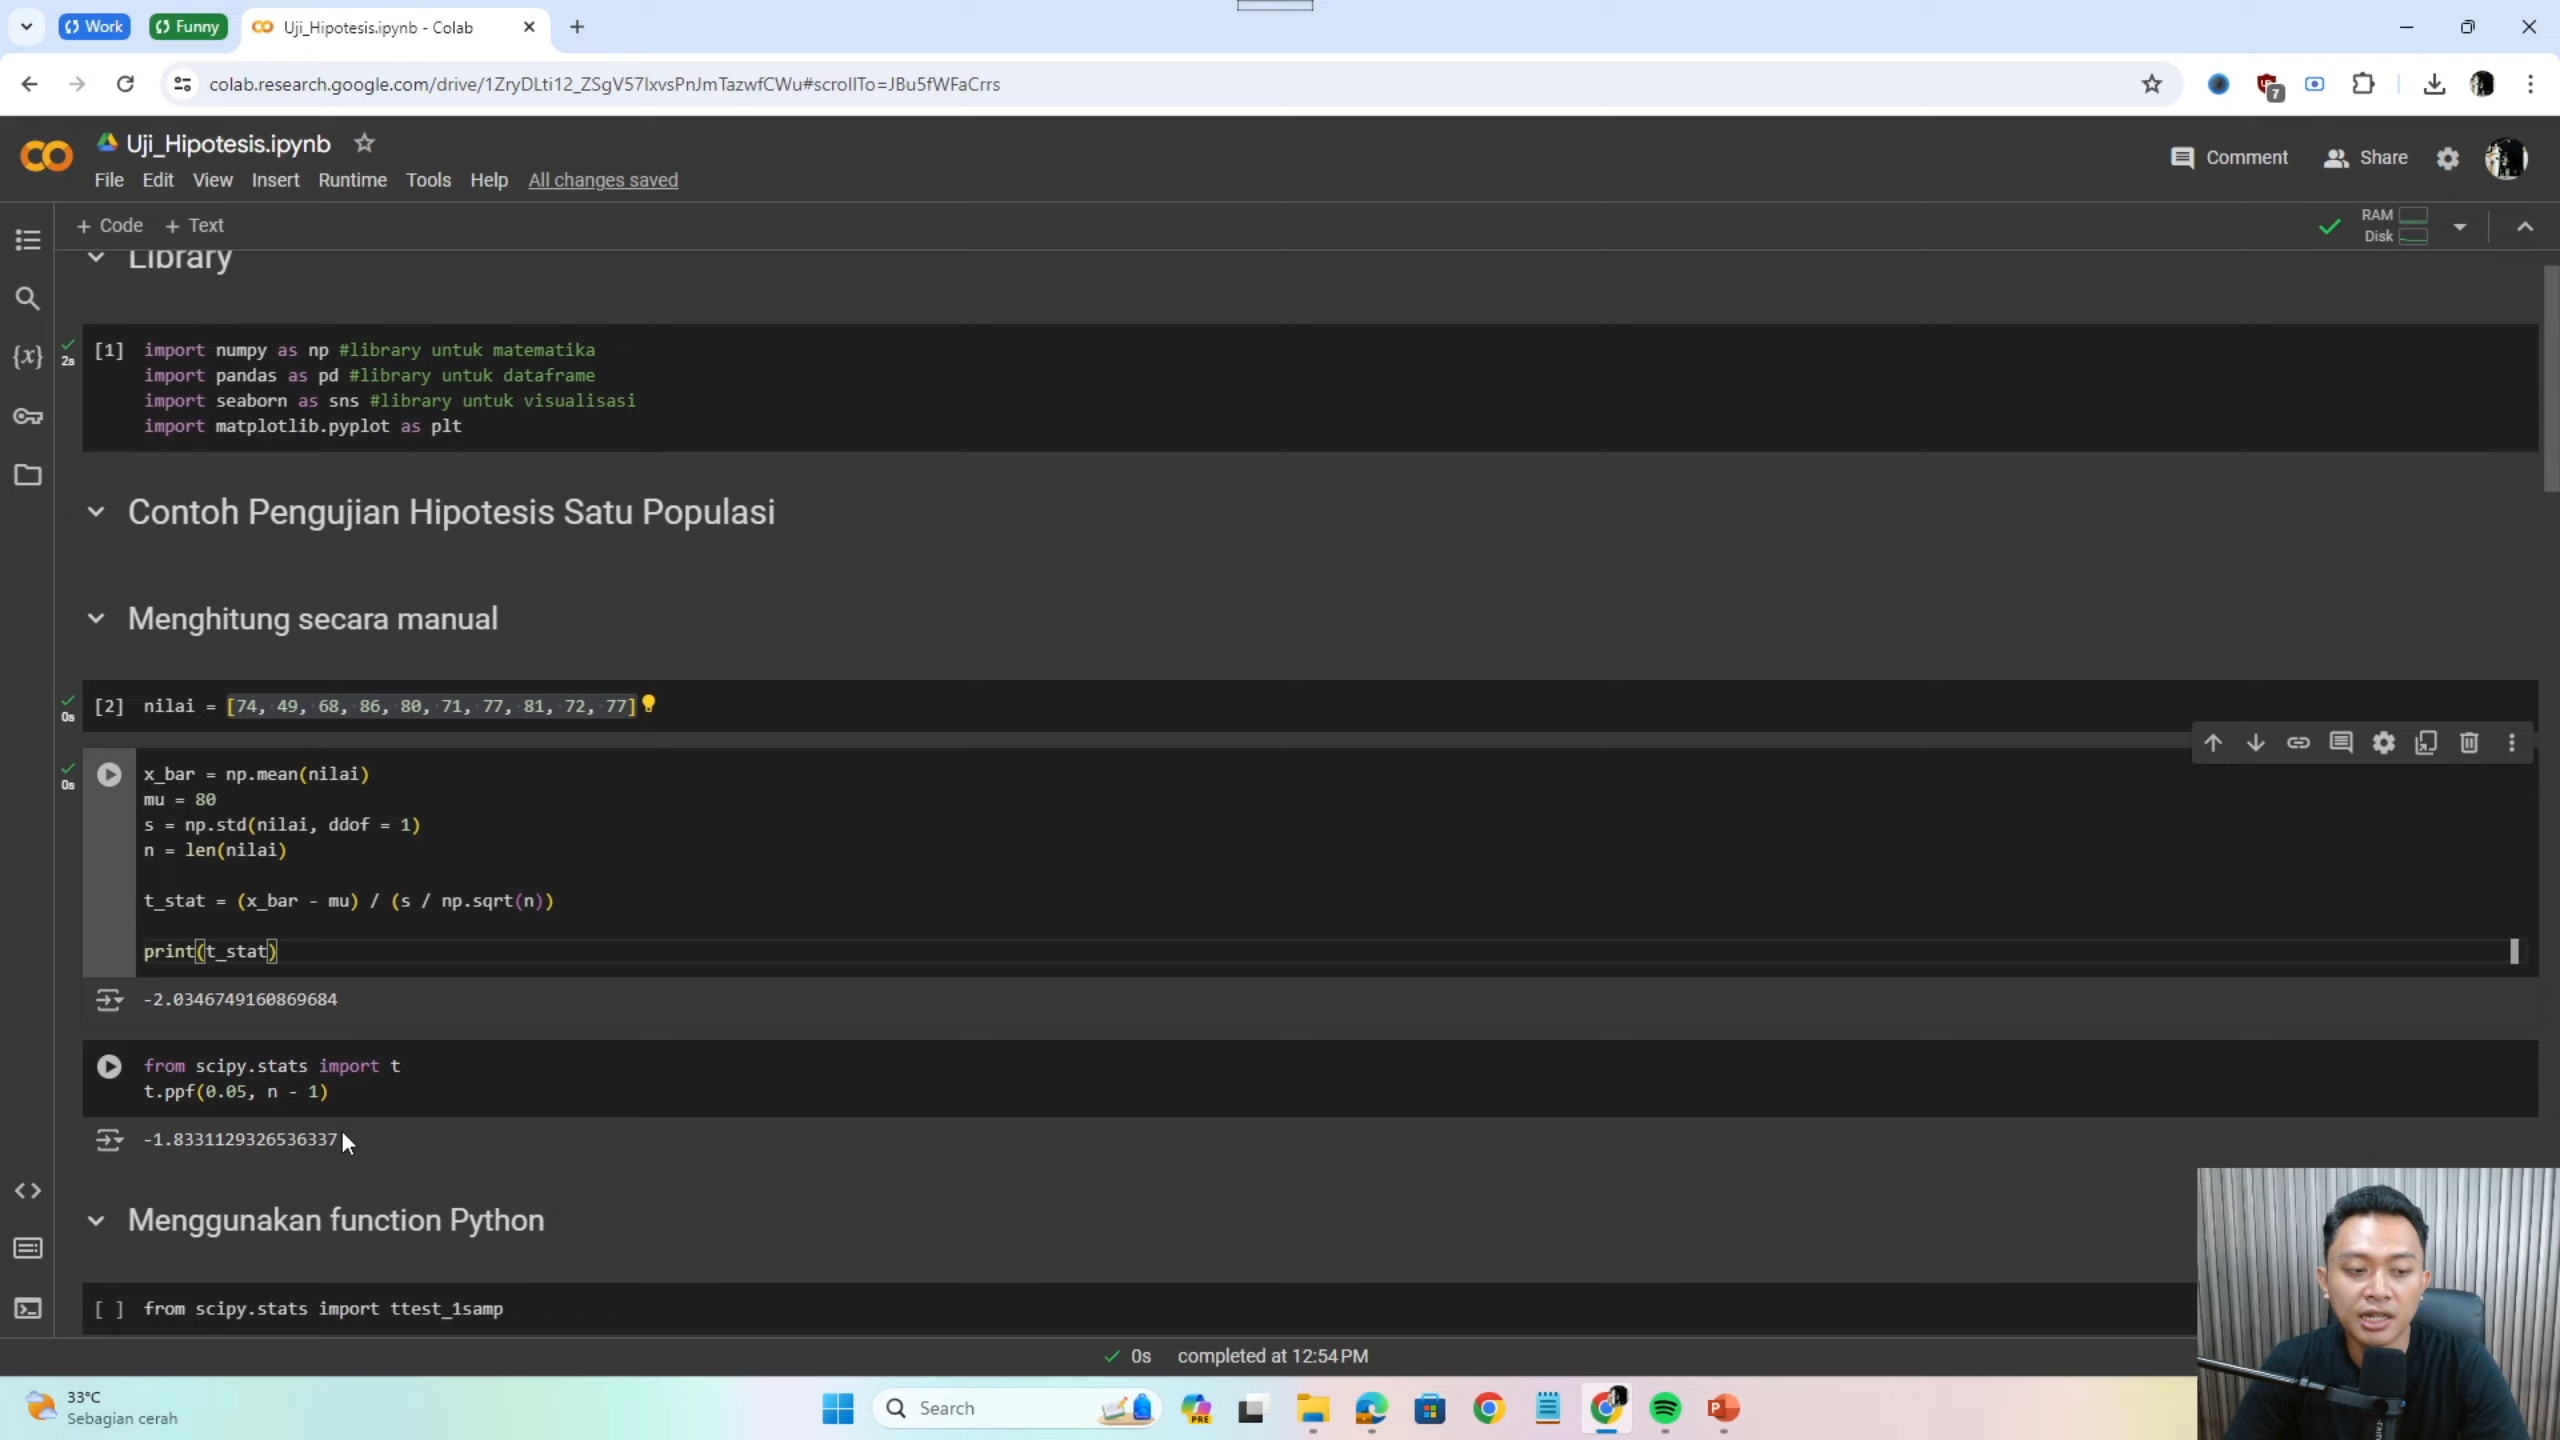 Work
Funny
Uji_Hipotesis.ipynb - Colab
colab.research.google.com/drive/1ZryDLti12_ZSgV57lxvsPnJmTazwfCWu#scrollTo=JBu5fWFaCrrs
7
Uji_Hipotesis.ipynb
Comment
Share
File Edit View Insert Runtime Tools Help All changes saved
+ Code + Text
RAM
Disk
Library
2s
[1] import numpy as np #library untuk matematika
import pandas as pd #library untuk dataframe
import seaborn as sns #library untuk visualisasi
import matplotlib.pyplot as plt
Contoh Pengujian Hipotesis Satu Populasi
Menghitung secara manual
0s
[2] nilai = [74, 49, 68, 86, 80, 71, 77, 81, 72, 77]
0s
x_bar = np.mean(nilai)
mu = 80
s = np.std(nilai, ddof = 1)
n = len(nilai)
t_stat = (x_bar - mu) / (s / np.sqrt(n))
print(t_stat)
-2.0346749160869684
from scipy.stats import t
t.ppf(0.05, n - 1)
-1.8331129326536337
Menggunakan function Python
[ ] from scipy.stats import ttest_1samp
0s completed at 12:54 PM
33°C
Sebagian cerah
Search
PRE